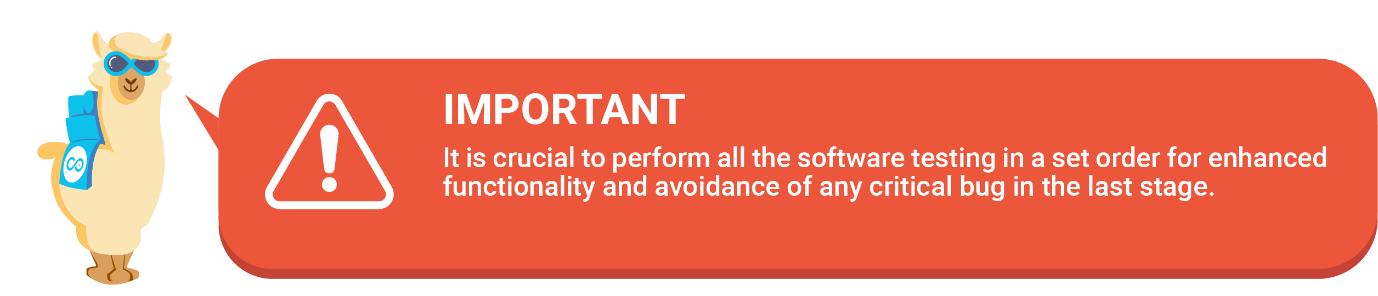 IMPORTANT
It is crucial to perform all the software testing in a set order for enhanced
functionality and avoidance of any critical bug in the last stage.